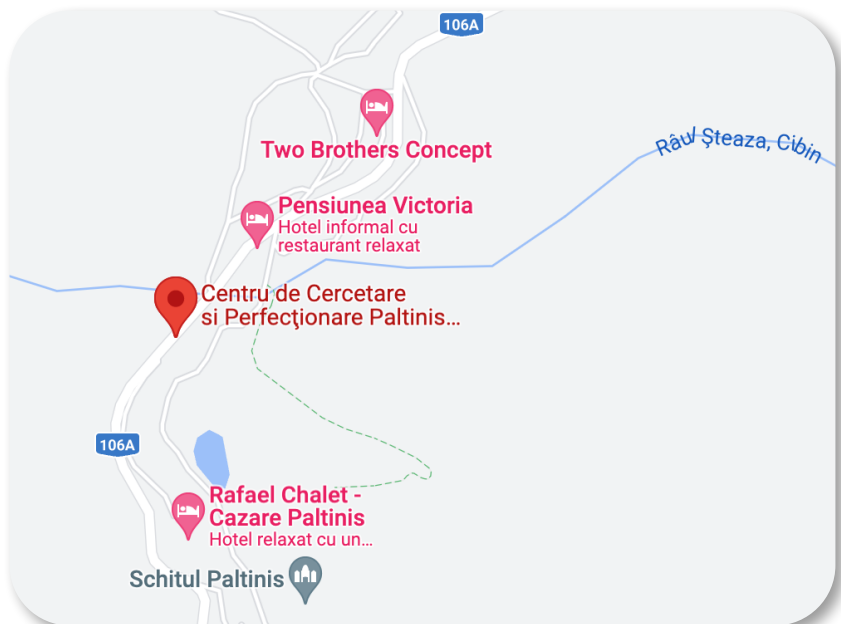 106A
Two Brothers Concept
Râul Şteaza, Cibin
Pensiunea Victoria
Hotel informal cu
restaurant relaxat
Centru de Cercetare
si Perfecţionare Paltinis...
106A
Rafael Chalet -
Cazare Paltinis
Hotel relaxat cu un...
Schitul Paltinis